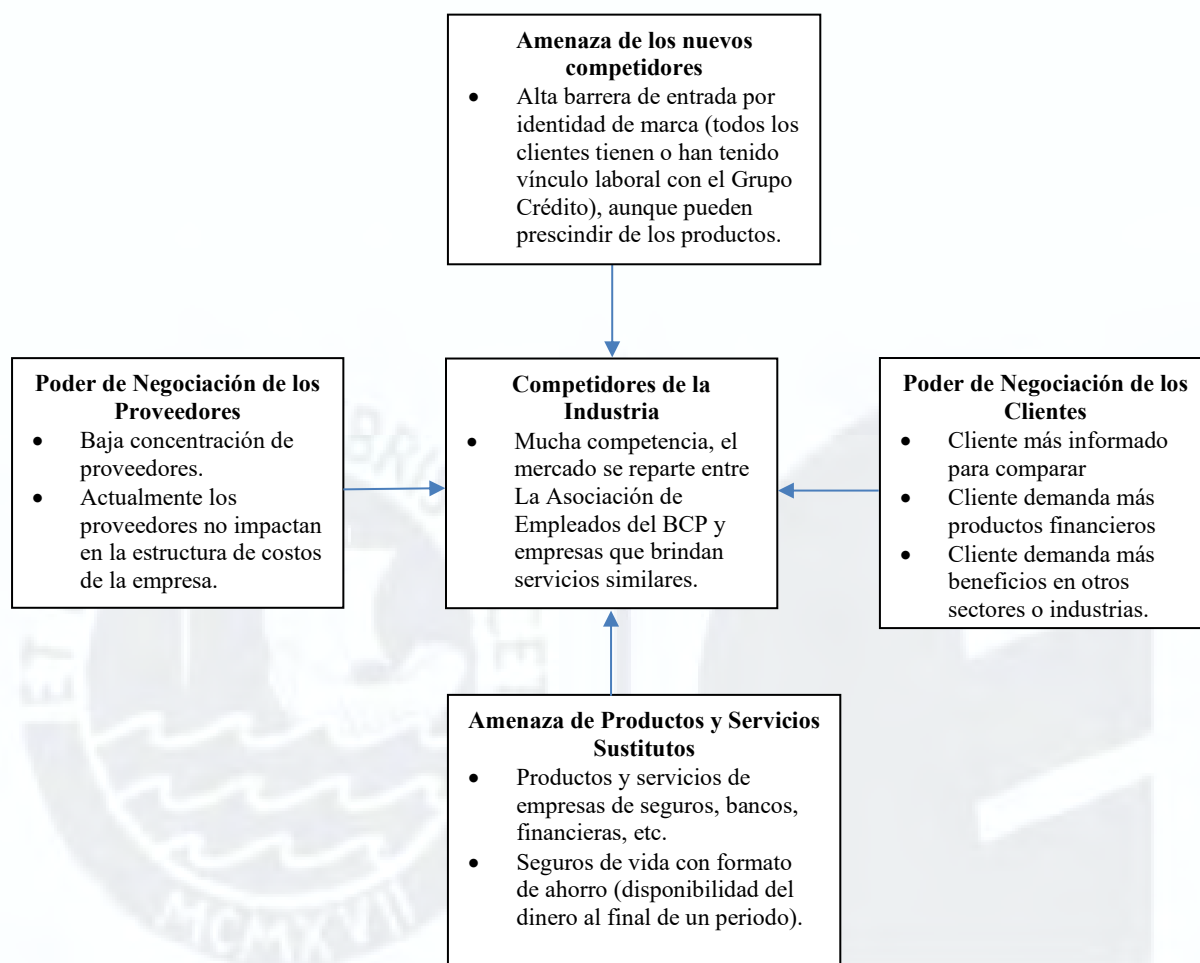 Amenaza de los nuevos
competidores
• Alta barrera de entrada por
identidad de marca (todos los
clientes tienen o han tenido
vínculo laboral con el Grupo
Crédito), aunque pueden
prescindir de los productos.
Poder de Negociación de los
Proveedores
• Baja concentración de
proveedores.
• Actualmente los
proveedores no impactan
en la estructura de costos
de la empresa.
Competidores de la
Industria
• Mucha competencia, el
mercado se reparte entre
La Asociación de
Empleados del BCP y
empresas que brindan
servicios similares.
Poder de Negociación de los
Clientes
• Cliente más informado
para comparar
• Cliente demanda más
productos financieros
• Cliente demanda más
beneficios en otros
sectores o industrias.
Amenaza de Productos y Servicios
Sustitutos
• Productos y servicios de
empresas de seguros, bancos,
financieras, etc.
• Seguros de vida con formato
de ahorro (disponibilidad del
dinero al final de un periodo).
ET
MCMXVII